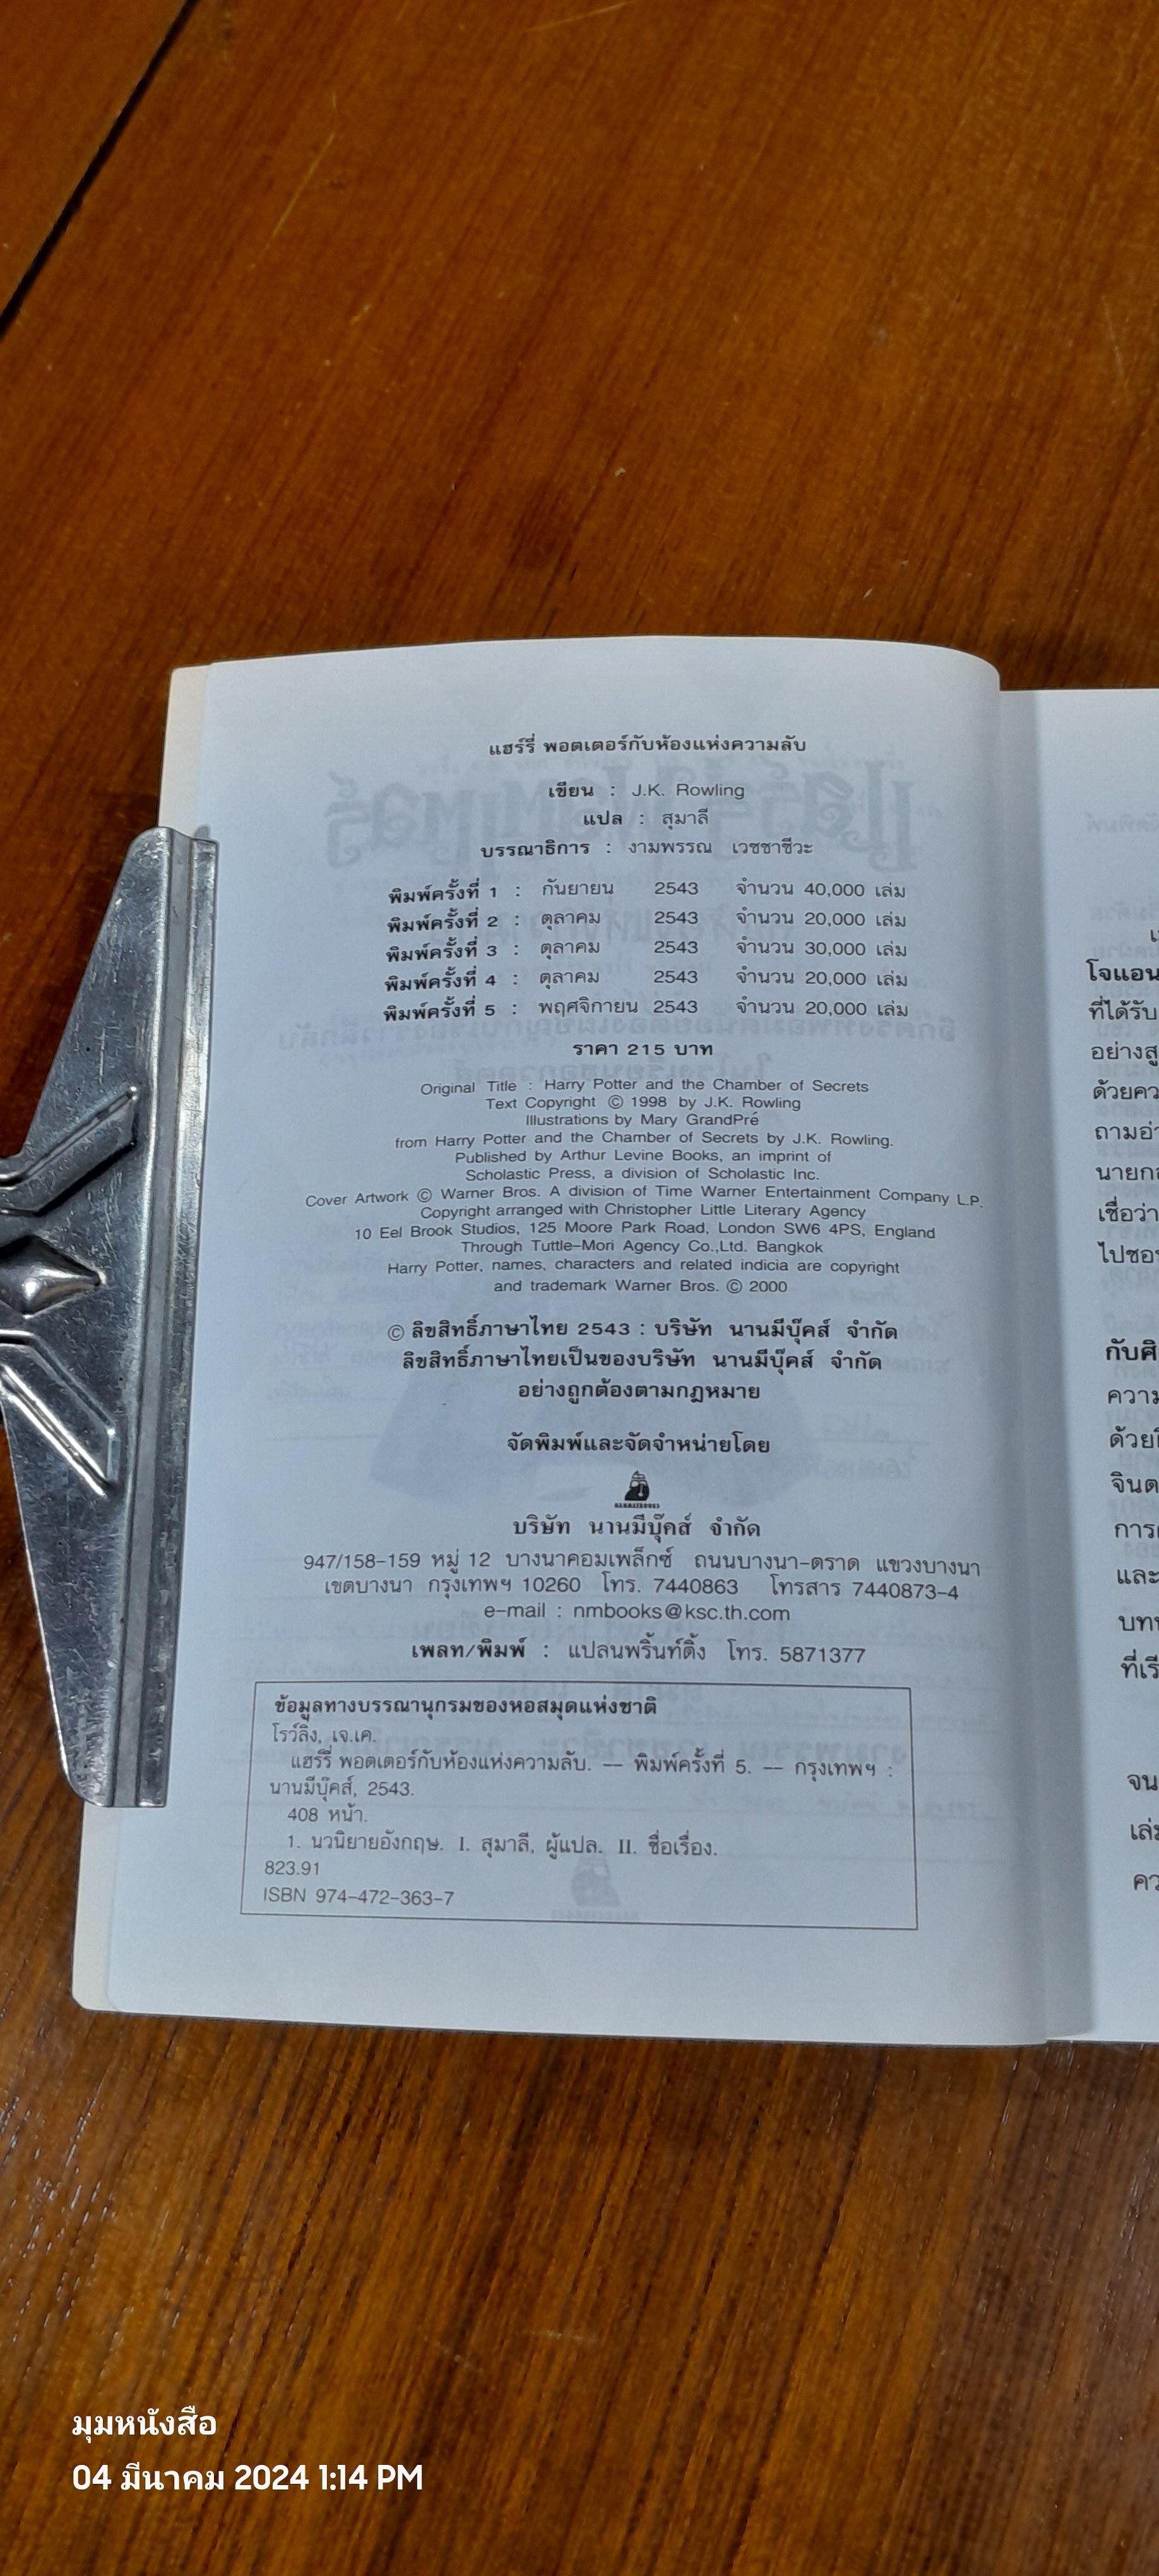 แฮร์รี่ พอตเตอร์กับห้องแห่งความลับ
เขียน : J.K. Rowling
แปล : สุมาลี
บรรณาธิการ : งามพรรณ เวชชาชีวะ
พิมพ์ครั้งที่ 1 : กันยายน 2543 จำนวน 40,000 เล่ม
พิมพ์ครั้งที่ 2 : ตุลาคม 2543 จำนวน 20,000 เล่ม
พิมพ์ครั้งที่ 3 : ตุลาคม 2543 จำนวน 30,000 เล่ม
พิมพ์ครั้งที่ 4 : ตุลาคม 2543 จำนวน 20,000 เล่ม
พิมพ์ครั้งที่ 5 : พฤศจิกายน 2543 จำนวน 20,000 เล่ม
ราคา 215 บาท
Original Title : Harry Potter and the Chamber of Secrets
Text Copyright © 1998 by J.K. Rowling
Illustrations by Mary GrandPré
from Harry Potter and the Chamber of Secrets by J.K. Rowling.
Published by Arthur Levine Books, an imprint of
Scholastic Press, a division of Scholastic Inc.
Cover Artwork © Warner Bros. A division of Time Warner Entertainment Company L.P.
Copyright arranged with Christopher Little Literary Agency
10 Eel Brook Studios, 125 Moore Park Road, London SW6 4PS, England
Through Tuttle-Mori Agency Co.,Ltd. Bangkok
Harry Potter, names, characters and related indicia are copyright
and trademark Warner Bros. © 2000
© ลิขสิทธิ์ภาษาไทย 2543 : บริษัท นานมีบุ๊คส์ จำกัด
ลิขสิทธิ์ภาษาไทยเป็นของบริษัท นานมีบุ๊คส์ จำกัด
อย่างถูกต้องตามกฎหมาย
จัดพิมพ์และจัดจำหน่ายโดย
NANMEEBOOKS
บริษัท นานมีบุ๊คส์ จำกัด
947/158-159 หมู่ 12 บางนาคอมเพล็กซ์ ถนนบางนา-ตราด แขวงบางนา
เขตบางนา กรุงเทพฯ 10260 โทร. 7440863 โทรสาร 7440873-4
e-mail : nmbooks@ksc.th.com
เพลท/พิมพ์ : แปลนพริ้นท์ติ้ง โทร. 5871377
ข้อมูลทางบรรณานุกรมของหอสมุดแห่งชาติ
โรว์ลิ่ง, เจ.เค.
แฮร์รี่ พอตเตอร์กับห้องแห่งความลับ. -- พิมพ์ครั้งที่ 5. -- กรุงเทพฯ :
นานมีบุ๊คส์, 2543.
408 หน้า.
1. นวนิยายอังกฤษ. I. สุมาลี, ผู้แปล. II. ชื่อเรื่อง.
823.91
ISBN 974-472-363-7
โจแอน
ที่ได้รับ
อย่างสู
ด้วยคว
ถามอ่า
นายกส
เชื่อว่า
ไปชอบ
กับศิ
ความ
ด้วยเ
จินต
การ
และ
บท
ที่เรี
จน
เล่ม
คว
มุมหนังสือ
04 มีนาคม 2024 1:14 PM